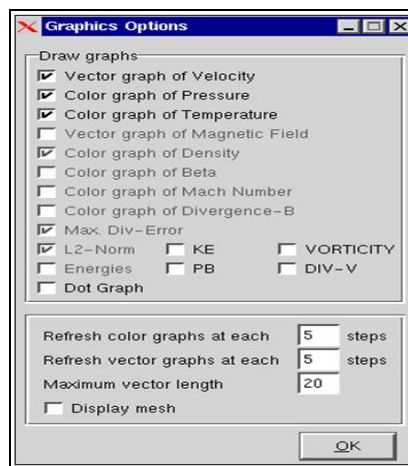 Graphics Options
Draw graphs
Vector graph of Velocity
Color graph of Pressure
Color graph of Temperature
Vector graph of Magnetic Field
Color graph of Density
Color graph of Beta
Color graph of Mach Number
Color graph of Divergence-B
Max. Div-Error
L2-Norm KE VORTICITY
Energies PB DIV-V
Dot Graph
Refresh color graphs at each 5 steps
Refresh vector graphs at each 5 steps
Maximum vector length 20
Display mesh
OK